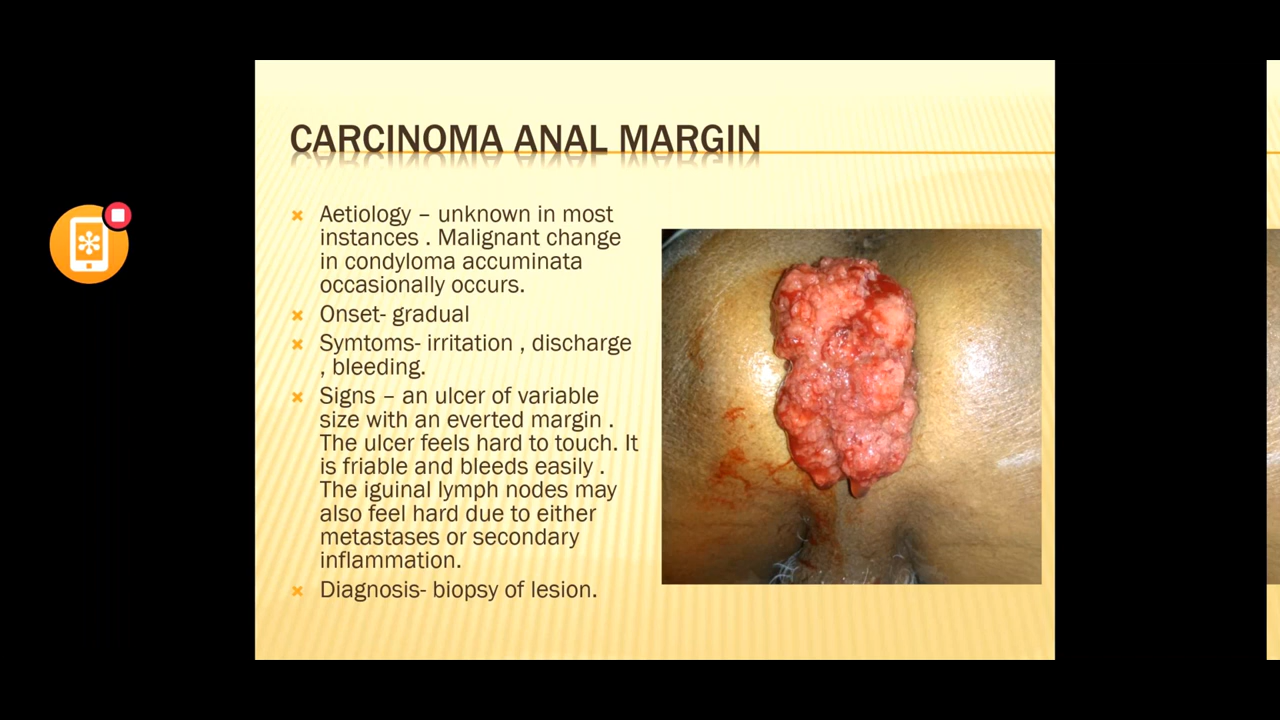 CARCINOMA ANAL MARGIN
× Aetiology – unknown in most
instances . Malignant change
in condyloma accuminata
occasionally occurs.
× Onset- gradual
× Symtoms- irritation , discharge
, bleeding.
× Signs – an ulcer of variable
size with an everted margin .
The ulcer feels hard to touch. It
is friable and bleeds easily .
The iguinal lymph nodes may
also feel hard due to either
metastases or secondary
inflammation.
× Diagnosis- biopsy of lesion.